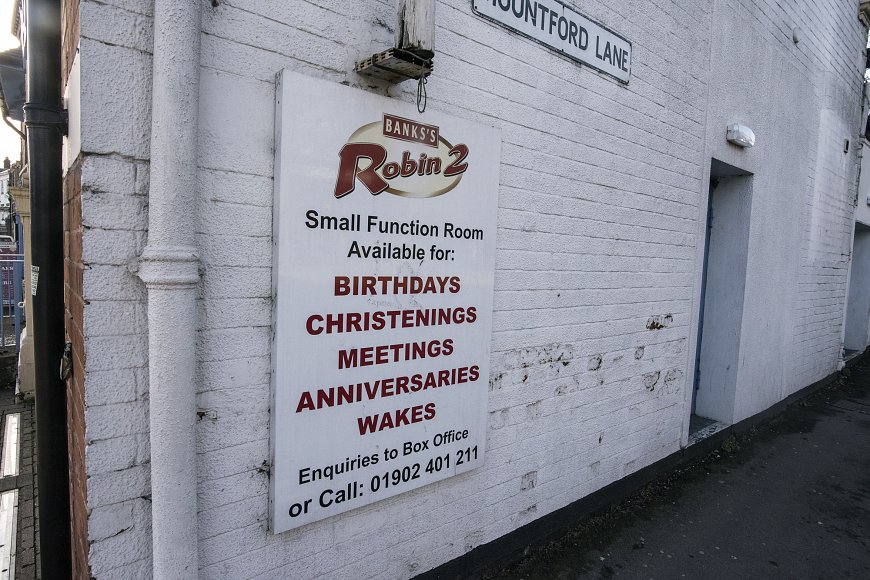 MOUNTFORD LANE
BANKS'S
Robin 2
Small Function Room
Available for:
BIRTHDAYS
CHRISTENINGS
MEETINGS
ANNIVERSARIES
WAKES
Enquiries to Box Office
or Call: 01902 401 211